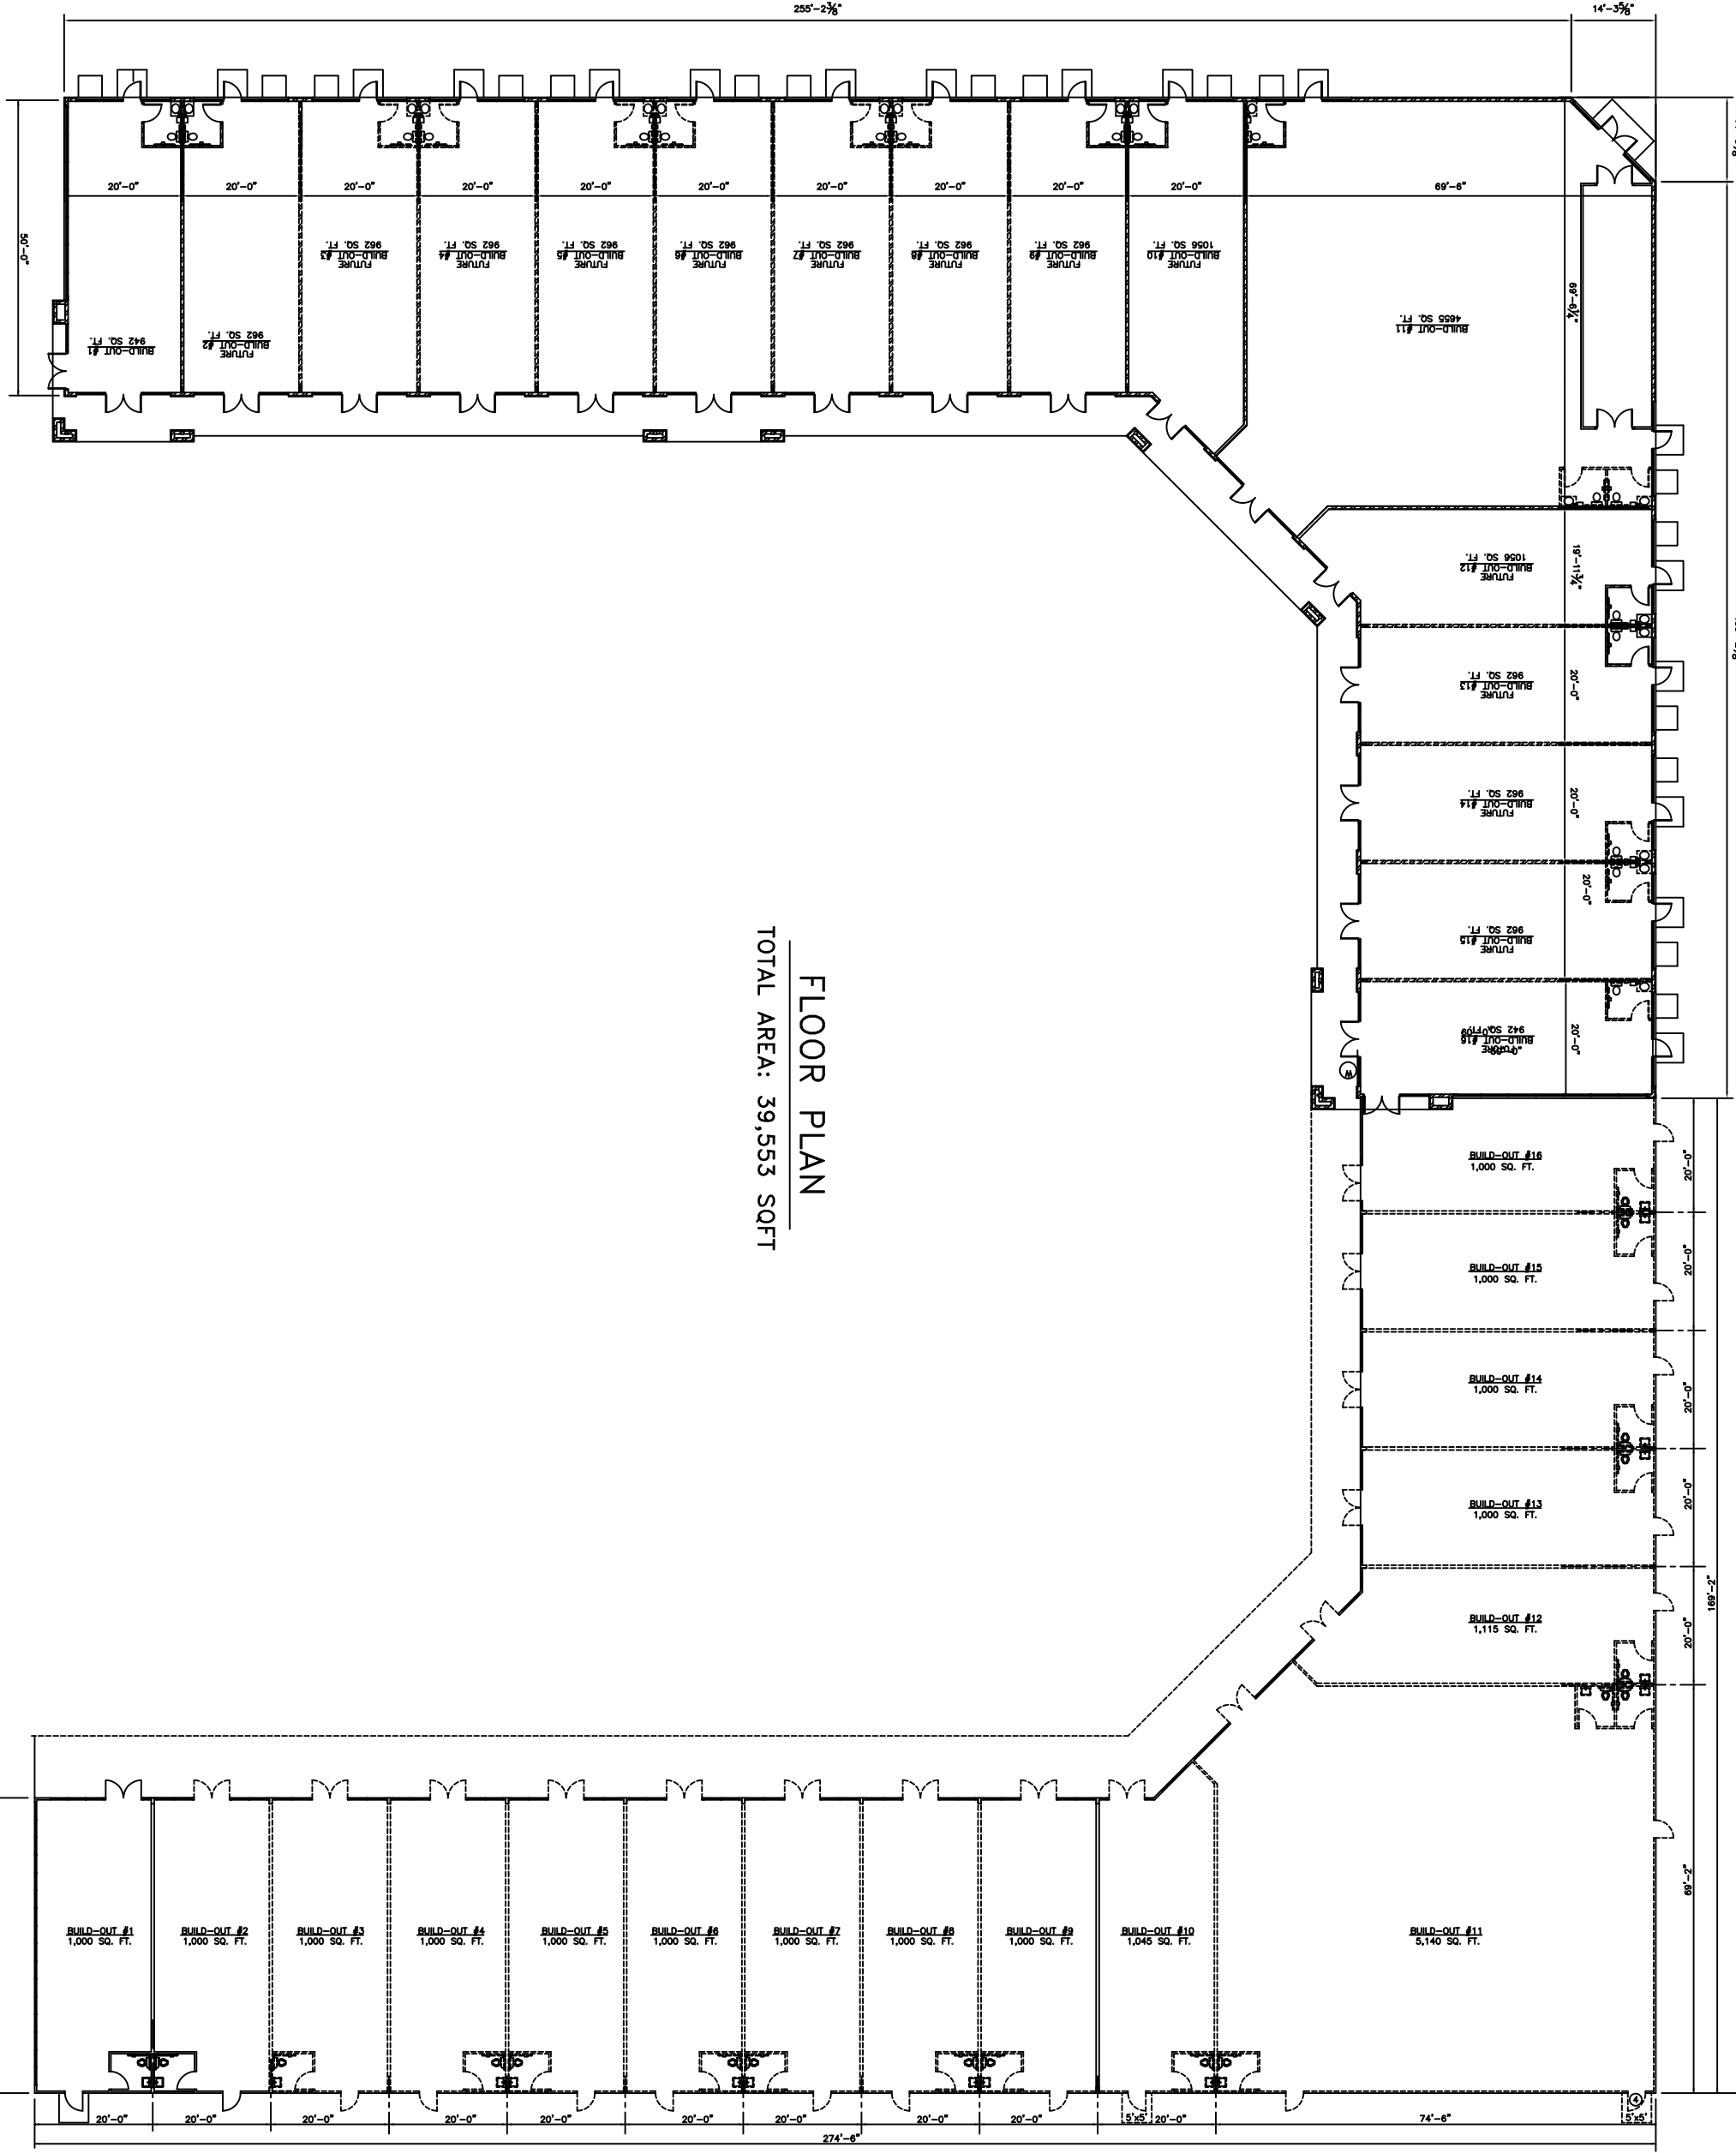 255'-2⅜"
14'-3⅝"
50'-0"
20'-0"
20'-0"
20'-0"
20'-0"
20'-0"
20'-0"
20'-0"
20'-0"
20'-0"
20'-0"
69'-6"
BUILD-OUT #1
942 SQ. FT.
FUTURE
BUILD-OUT #2
962 SQ. FT.
FUTURE
BUILD-OUT #3
962 SQ. FT.
FUTURE
BUILD-OUT #4
962 SQ. FT.
FUTURE
BUILD-OUT #5
962 SQ. FT.
FUTURE
BUILD-OUT #6
962 SQ. FT.
FUTURE
BUILD-OUT #7
962 SQ. FT.
FUTURE
BUILD-OUT #8
962 SQ. FT.
FUTURE
BUILD-OUT #9
962 SQ. FT.
FUTURE
BUILD-OUT #10
1056 SQ. FT.
BUILD-OUT #11
4655 SQ. FT.
69'-6¼"
FUTURE
BUILD-OUT #12
1056 SQ. FT.
19'-11¾"
FUTURE
BUILD-OUT #13
962 SQ. FT.
20'-0"
FUTURE
BUILD-OUT #14
962 SQ. FT.
20'-0"
FUTURE
BUILD-OUT #15
962 SQ. FT.
20'-0"
FUTURE
BUILD-OUT #16
942 SQ. FT.
20'-0"
W
FLOOR PLAN
TOTAL AREA: 39,553 SQFT
BUILD-OUT #16
1,000 SQ. FT.
20'-0"
BUILD-OUT #15
1,000 SQ. FT.
20'-0"
BUILD-OUT #14
1,000 SQ. FT.
20'-0"
BUILD-OUT #13
1,000 SQ. FT.
20'-0"
BUILD-OUT #12
1,115 SQ. FT.
20'-0"
169'-2"
69'-2"
BUILD-OUT #1
1,000 SQ. FT.
BUILD-OUT #2
1,000 SQ. FT.
BUILD-OUT #3
1,000 SQ. FT.
BUILD-OUT #4
1,000 SQ. FT.
BUILD-OUT #5
1,000 SQ. FT.
BUILD-OUT #6
1,000 SQ. FT.
BUILD-OUT #7
1,000 SQ. FT.
BUILD-OUT #8
1,000 SQ. FT.
BUILD-OUT #9
1,000 SQ. FT.
BUILD-OUT #10
1,045 SQ. FT.
BUILD-OUT #11
5,140 SQ. FT.
4
20'-0"
20'-0"
20'-0"
20'-0"
20'-0"
20'-0"
20'-0"
20'-0"
20'-0"
5'x5'
20'-0"
74'-6"
5'x5'
274'-6"